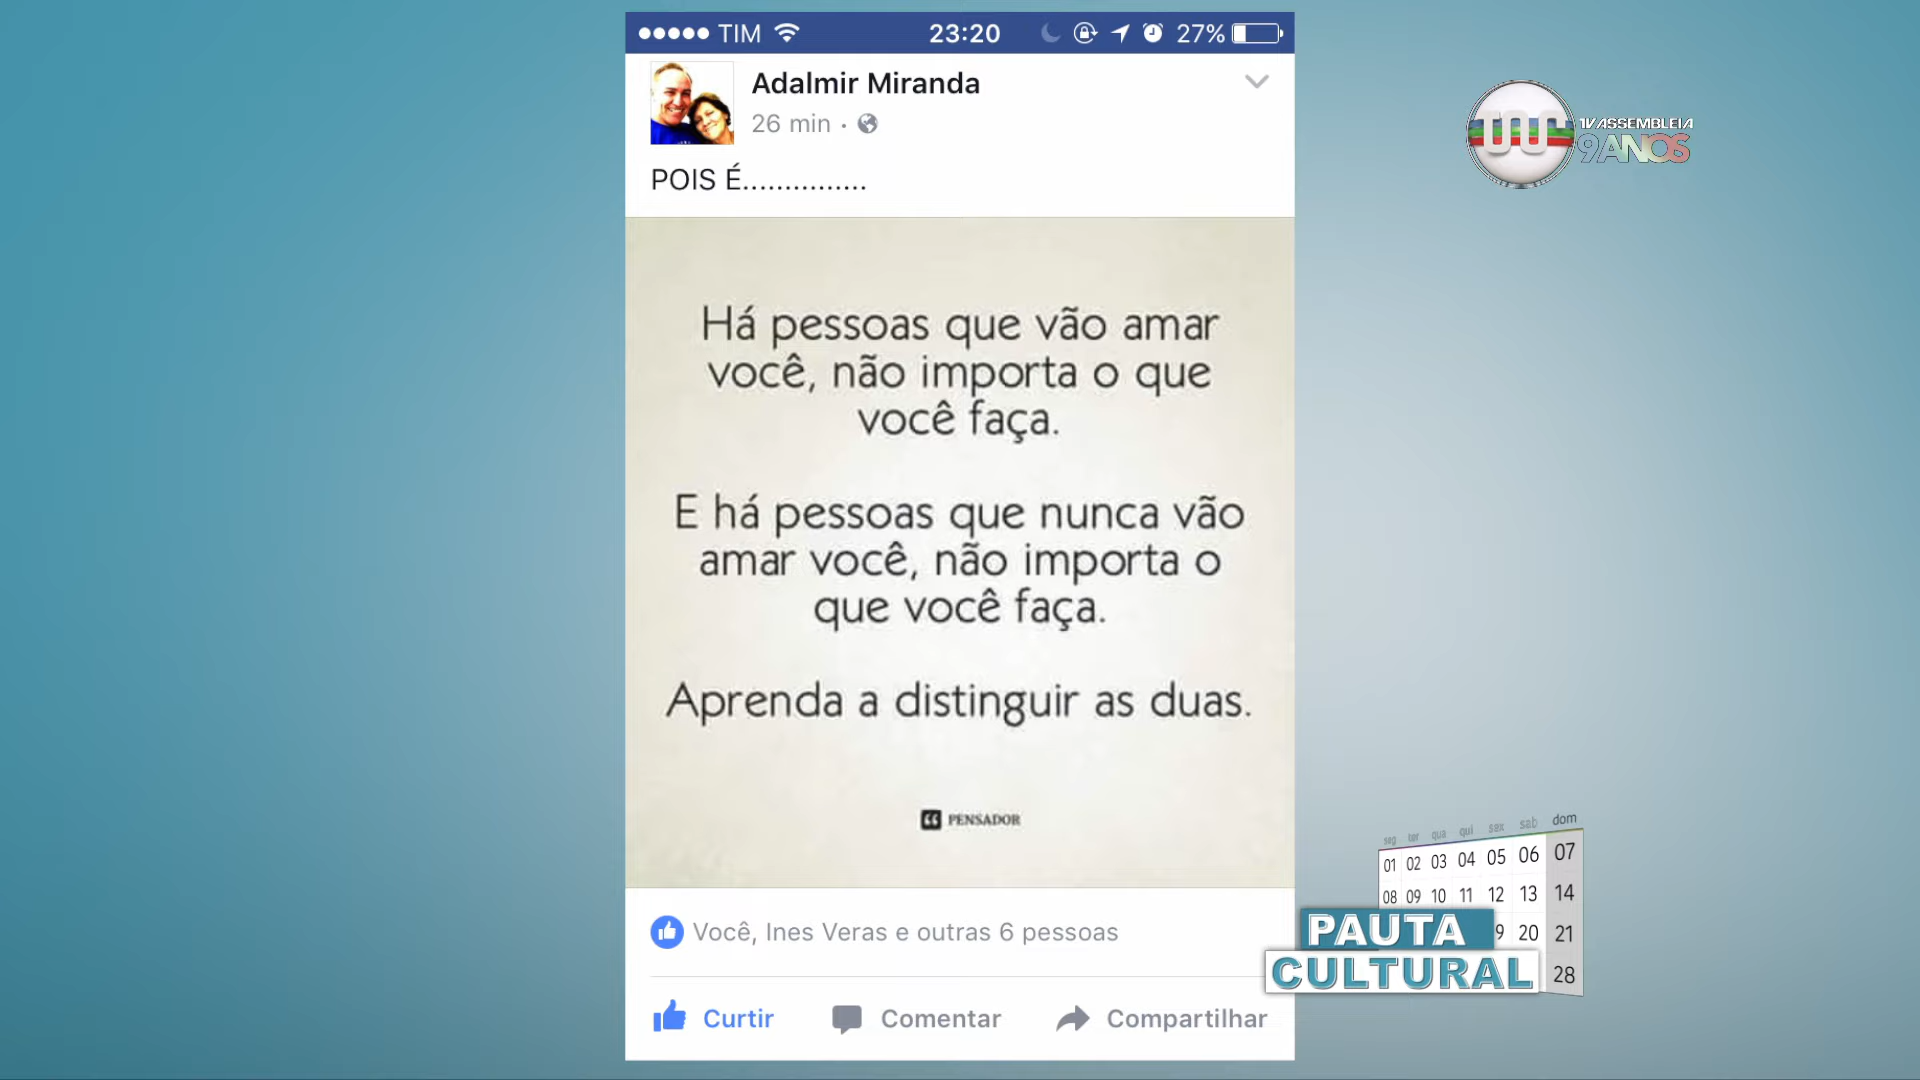 TIM
23:20
27%
Adalmir Miranda
26 min
POIS É...............
Há pessoas que vão amar
você, não importa o que
você faça.
E há pessoas que nunca vão
amar você, não importa o
que você faça.
Aprenda a distinguir as duas.
PENSADOR
Você, Ines Veras e outras 6 pessoas
Curtir
Comentar
Compartilhar
TV ASSEMBLEIA
9 ANOS
seg ter qua qui sex sab dom
01 02 03 04 05 06 07
08 09 10 11 12 13 14
9 20 21
28
PAUTA
CULTURAL